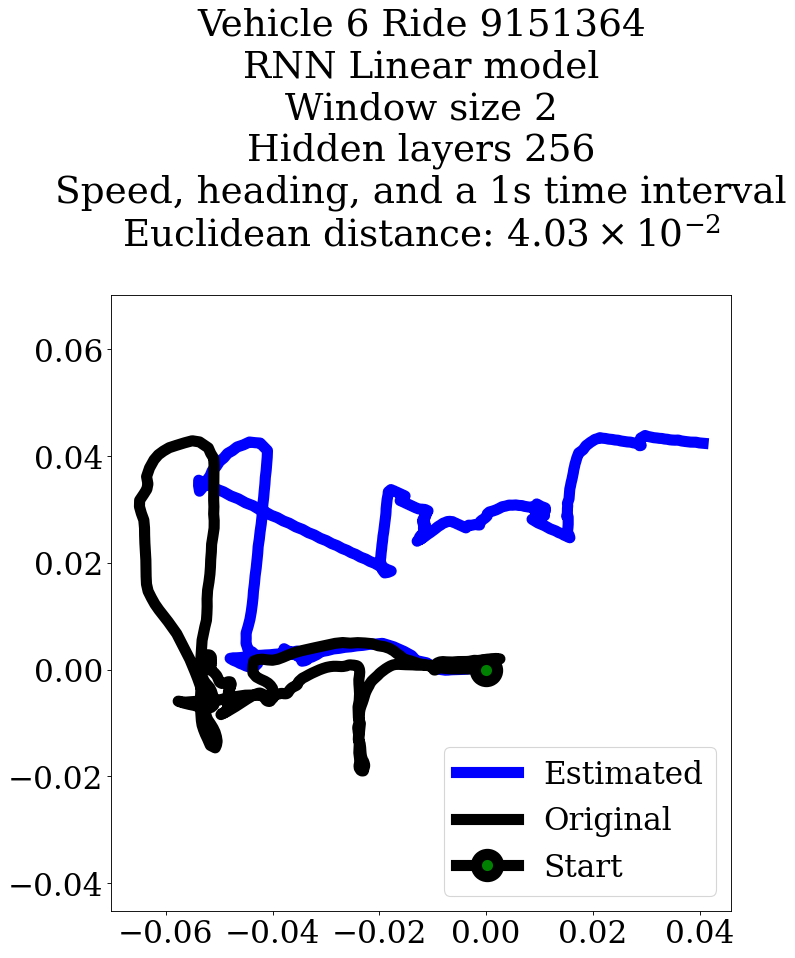 Vehicle 6 Ride 9151364
RNN Linear model
Window size 2
Hidden layers 256
Speed, heading, and a 1s time interval
Euclidean distance: 4.03 × 10⁻²
0.06
0.04
0.02
0.00
−0.02
−0.04
Estimated
Original
Start
−0.06 −0.04 −0.02 0.00 0.02 0.04